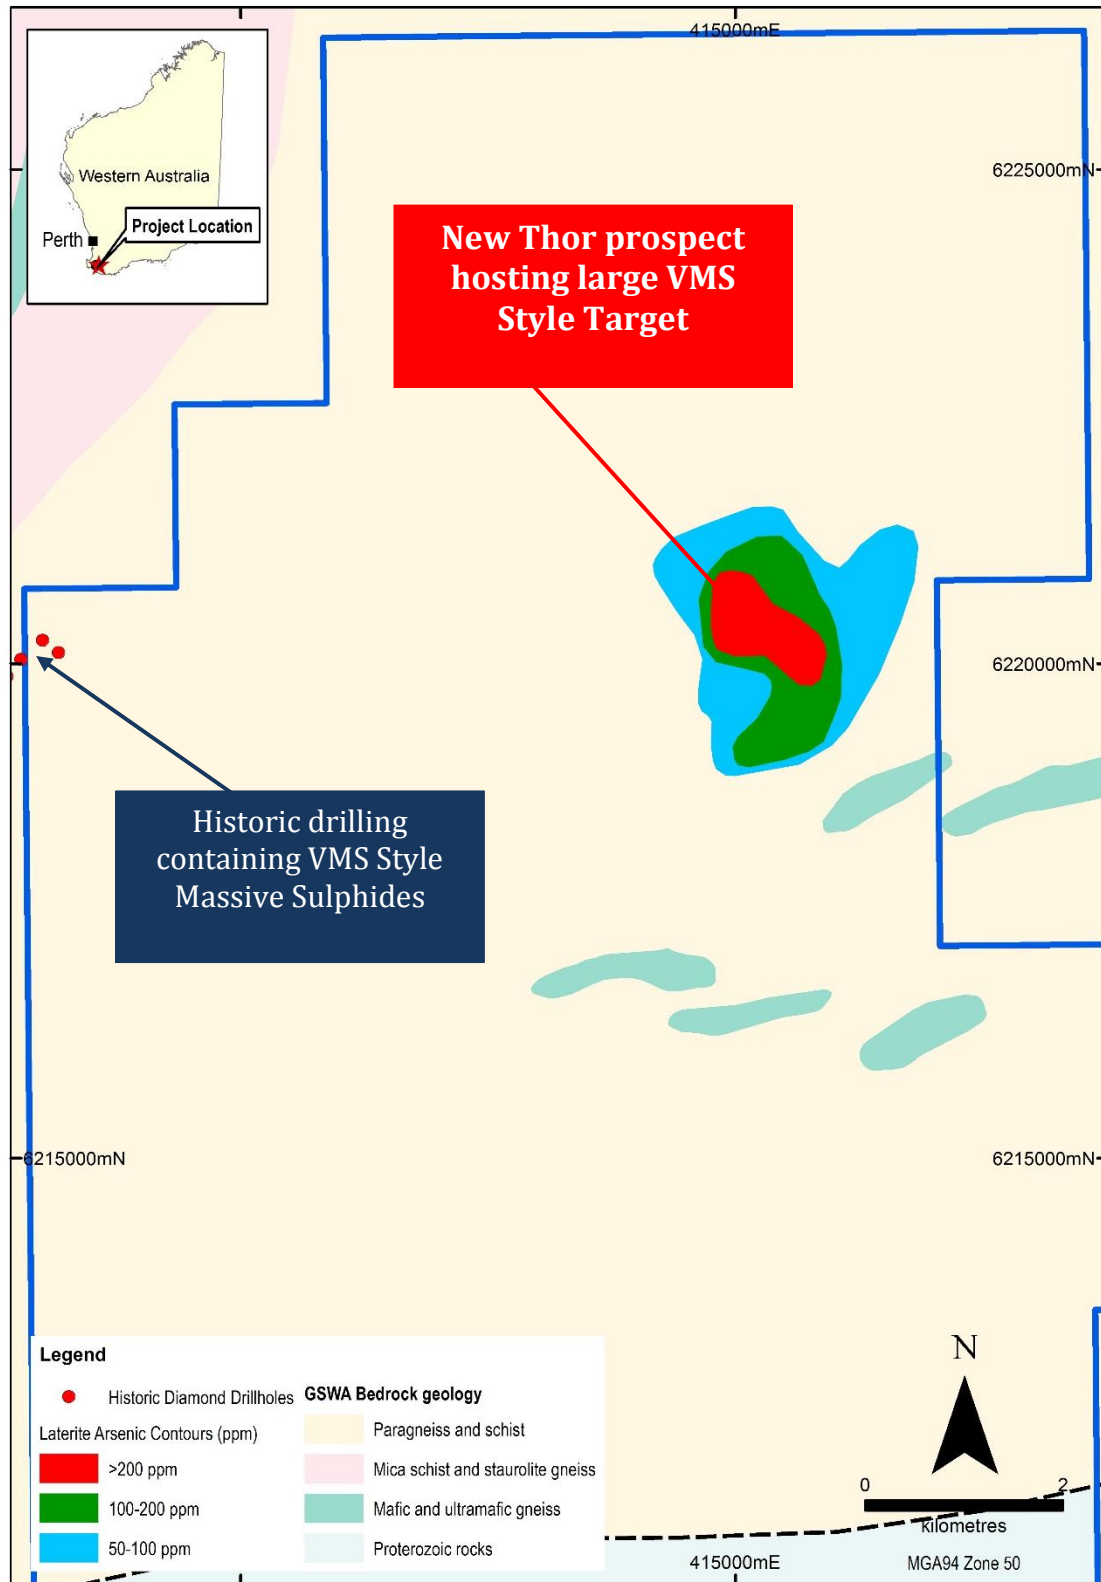 415000mE
Western Australia
Perth
Project Location
6225000mN
New Thor prospect
hosting large VMS
Style Target
6220000mN
Historic drilling
containing VMS Style
Massive Sulphides
6215000mN
6215000mN
Legend
Historic Diamond Drillholes
Laterite Arsenic Contours (ppm)
>200 ppm
100-200 ppm
50-100 ppm
GSWA Bedrock geology
Paragneiss and schist
Mica schist and staurolite gneiss
Mafic and ultramafic gneiss
Proterozoic rocks
N
0 2
kilometres
415000mE
MGA94 Zone 50